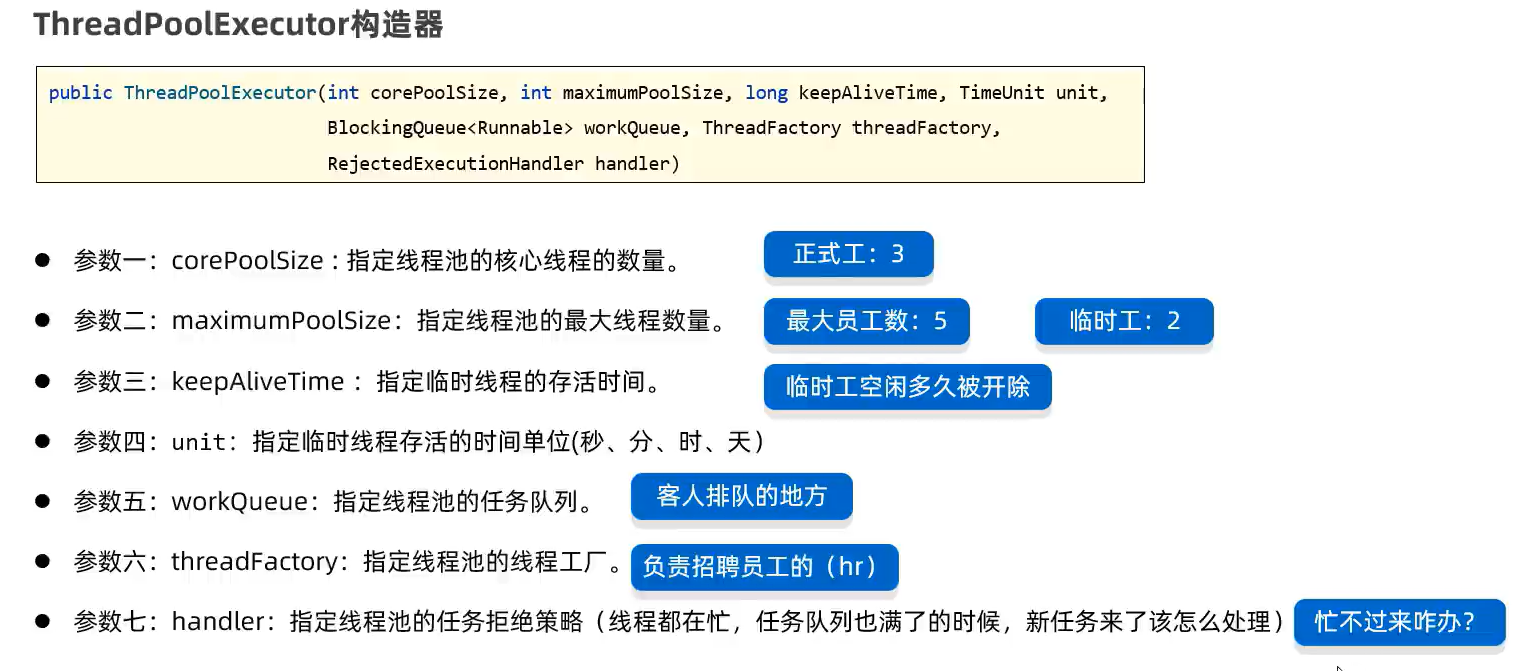 ThreadPoolExecutor构造器
public ThreadPoolExecutor(int corePoolSize, int maximumPoolSize, long keepAliveTime, TimeUnit unit,
BlockingQueue<Runnable> workQueue, ThreadFactory threadFactory,
RejectedExecutionHandler handler)
● 参数一：corePoolSize : 指定线程池的核心线程的数量。 正式工：3
● 参数二：maximumPoolSize：指定线程池的最大线程数量。 最大员工数：5 临时工：2
● 参数三：keepAliveTime ：指定临时线程的存活时间。 临时工空闲多久被开除
● 参数四：unit：指定临时线程存活的时间单位(秒、分、时、天）
● 参数五：workQueue：指定线程池的任务队列。 客人排队的地方
● 参数六：threadFactory：指定线程池的线程工厂。 负责招聘员工的（hr）
● 参数七：handler：指定线程池的任务拒绝策略（线程都在忙，任务队列也满了的时候，新任务来了该怎么处理） 忙不过来咋办？